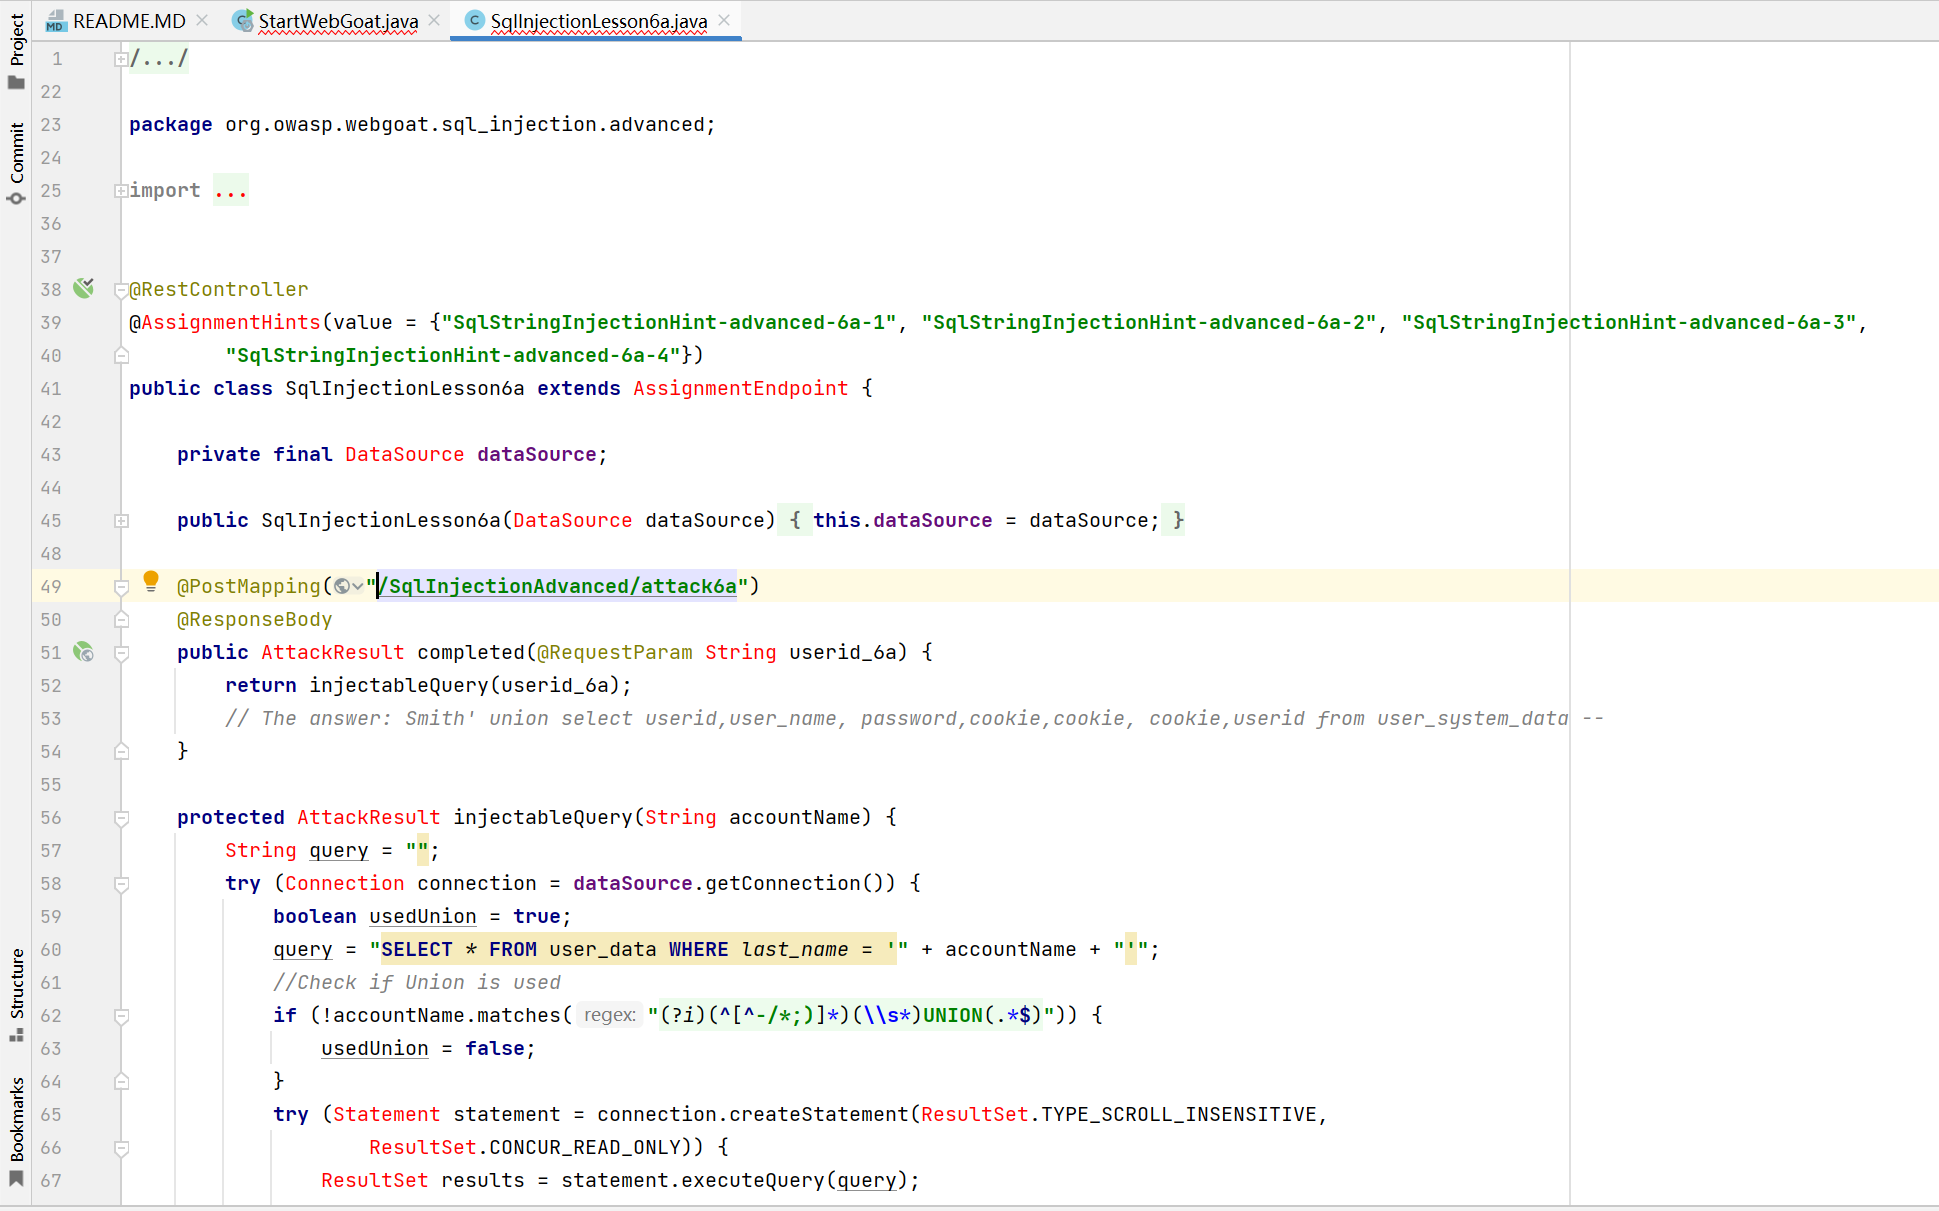 README.MD StartWebGoat.java SqlInjectionLesson6a.java
Project
Commit
Structure
Bookmarks
1 /.../
22
23 package org.owasp.webgoat.sql_injection.advanced;
24
25 import ...
36
37
38 @RestController
39 @AssignmentHints(value = {"SqlStringInjectionHint-advanced-6a-1", "SqlStringInjectionHint-advanced-6a-2", "SqlStringInjectionHint-advanced-6a-3",
40 "SqlStringInjectionHint-advanced-6a-4"})
41 public class SqlInjectionLesson6a extends AssignmentEndpoint {
42
43 private final DataSource dataSource;
44
45 public SqlInjectionLesson6a(DataSource dataSource) { this.dataSource = dataSource; }
48
49 @PostMapping("/SqlInjectionAdvanced/attack6a")
50 @ResponseBody
51 public AttackResult completed(@RequestParam String userid_6a) {
52 return injectableQuery(userid_6a);
53 // The answer: Smith' union select userid,user_name, password,cookie,cookie, cookie,userid from user_system_data --
54 }
55
56 protected AttackResult injectableQuery(String accountName) {
57 String query = "";
58 try (Connection connection = dataSource.getConnection()) {
59 boolean usedUnion = true;
60 query = "SELECT * FROM user_data WHERE last_name = '" + accountName + "'";
61 //Check if Union is used
62 if (!accountName.matches( regex: "(?i)(^[^-/*;)]*)(\\s*)UNION(.*$)")) {
63 usedUnion = false;
64 }
65 try (Statement statement = connection.createStatement(ResultSet.TYPE_SCROLL_INSENSITIVE,
66 ResultSet.CONCUR_READ_ONLY)) {
67 ResultSet results = statement.executeQuery(query);